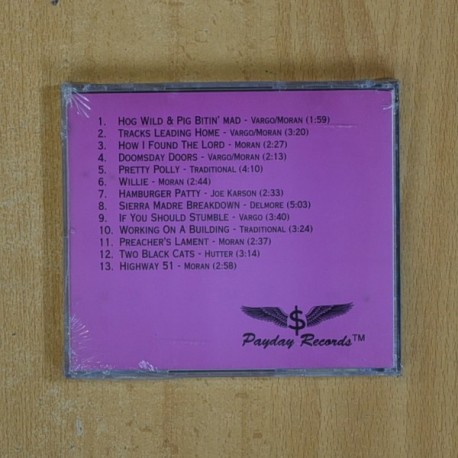 1. Hog Wild & Pig Bitin' mad - Vargo/Moran (1:59)
2. Tracks Leading Home - Vargo/Moran (3:20)
3. How I Found The Lord - Moran (2:27)
4. Doomsday Doors - Vargo/Moran (2:13)
5. Pretty Polly - Traditional (4:10)
6. Willie - Moran (2:44)
7. Hamburger Patty - Joe Karson (2:33)
8. Sierra Madre Breakdown - Delmore (5:03)
9. If You Should Stumble - Vargo (3:40)
10. Working On A Building - Traditional (3:24)
11. Preacher's Lament - Moran (2:37)
12. Two Black Cats - Hutter (3:14)
13. Highway 51 - Moran (2:58)
$
Payday Records™